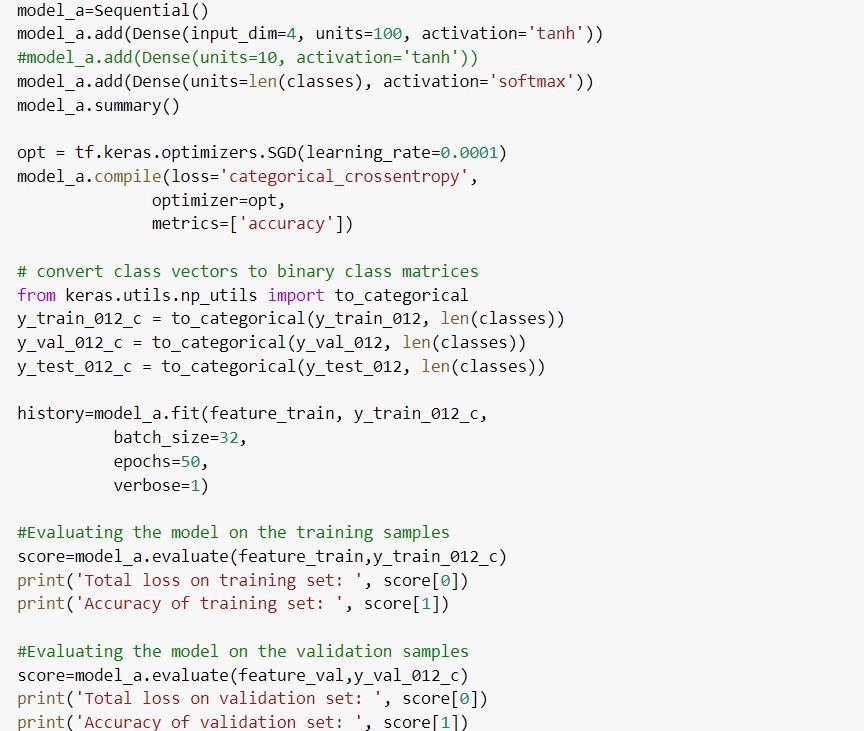 model_a=Sequential()
model_a.add(Dense(input_dim=4, units=100, activation='tanh'))
#model_a.add(Dense(units=10, activation='tanh'))
model_a.add(Dense(units=len(classes), activation='softmax'))
model_a.summary()

opt = tf.keras.optimizers.SGD(learning_rate=0.0001)
model_a.compile(loss='categorical_crossentropy',
              optimizer=opt,
              metrics=['accuracy'])

# convert class vectors to binary class matrices
from keras.utils.np_utils import to_categorical
y_train_012_c = to_categorical(y_train_012, len(classes))
y_val_012_c = to_categorical(y_val_012, len(classes))
y_test_012_c = to_categorical(y_test_012, len(classes))

history=model_a.fit(feature_train, y_train_012_c,
          batch_size=32,
          epochs=50,
          verbose=1)

#Evaluating the model on the training samples
score=model_a.evaluate(feature_train,y_train_012_c)
print('Total loss on training set: ', score[0])
print('Accuracy of training set: ', score[1])

#Evaluating the model on the validation samples
score=model_a.evaluate(feature_val,y_val_012_c)
print('Total loss on validation set: ', score[0])
print('Accuracy of validation set: ', score[1])